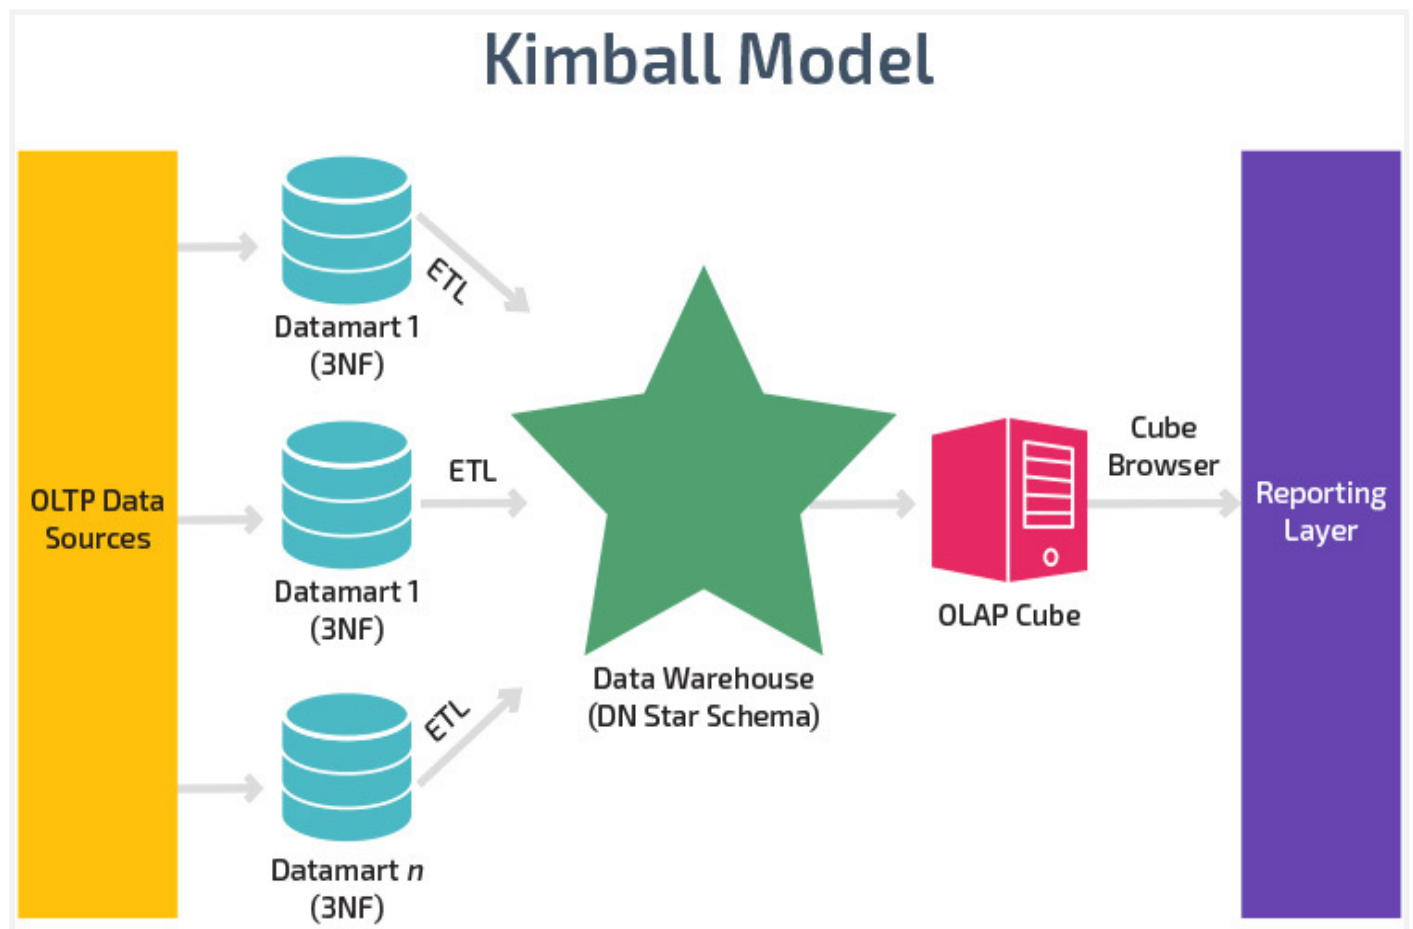 Kimball Model
OLTP Data
Sources
ETL
Datamart 1
(3NF)
ETL
Datamart 1
(3NF)
ETL
Datamart n
(3NF)
Data Warehouse
(DN Star Schema)
OLAP Cube
Cube
Browser
Reporting
Layer